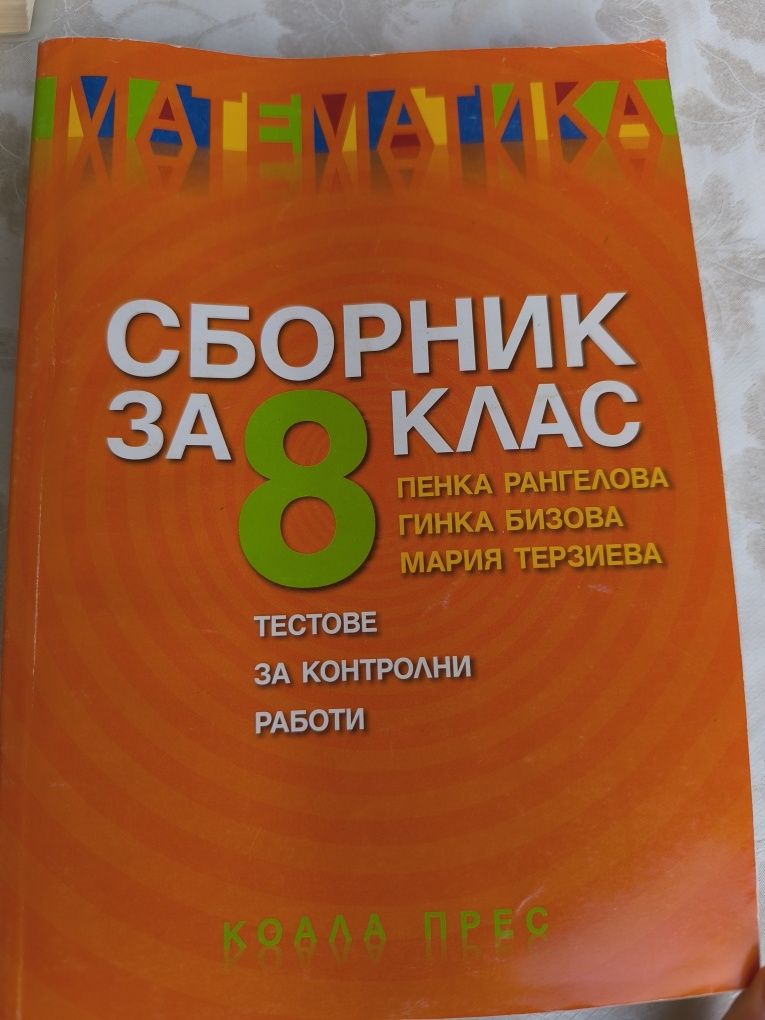 МАТЕМАТИКА
СБОРНИК
ЗА 8 КЛАС
ПЕНКА РАНГЕЛОВА
ГИНКА БИЗОВА
МАРИЯ ТЕРЗИЕВА
ТЕСТОВЕ
ЗА КОНТРОЛНИ
РАБОТИ
КОАЛА ПРЕС